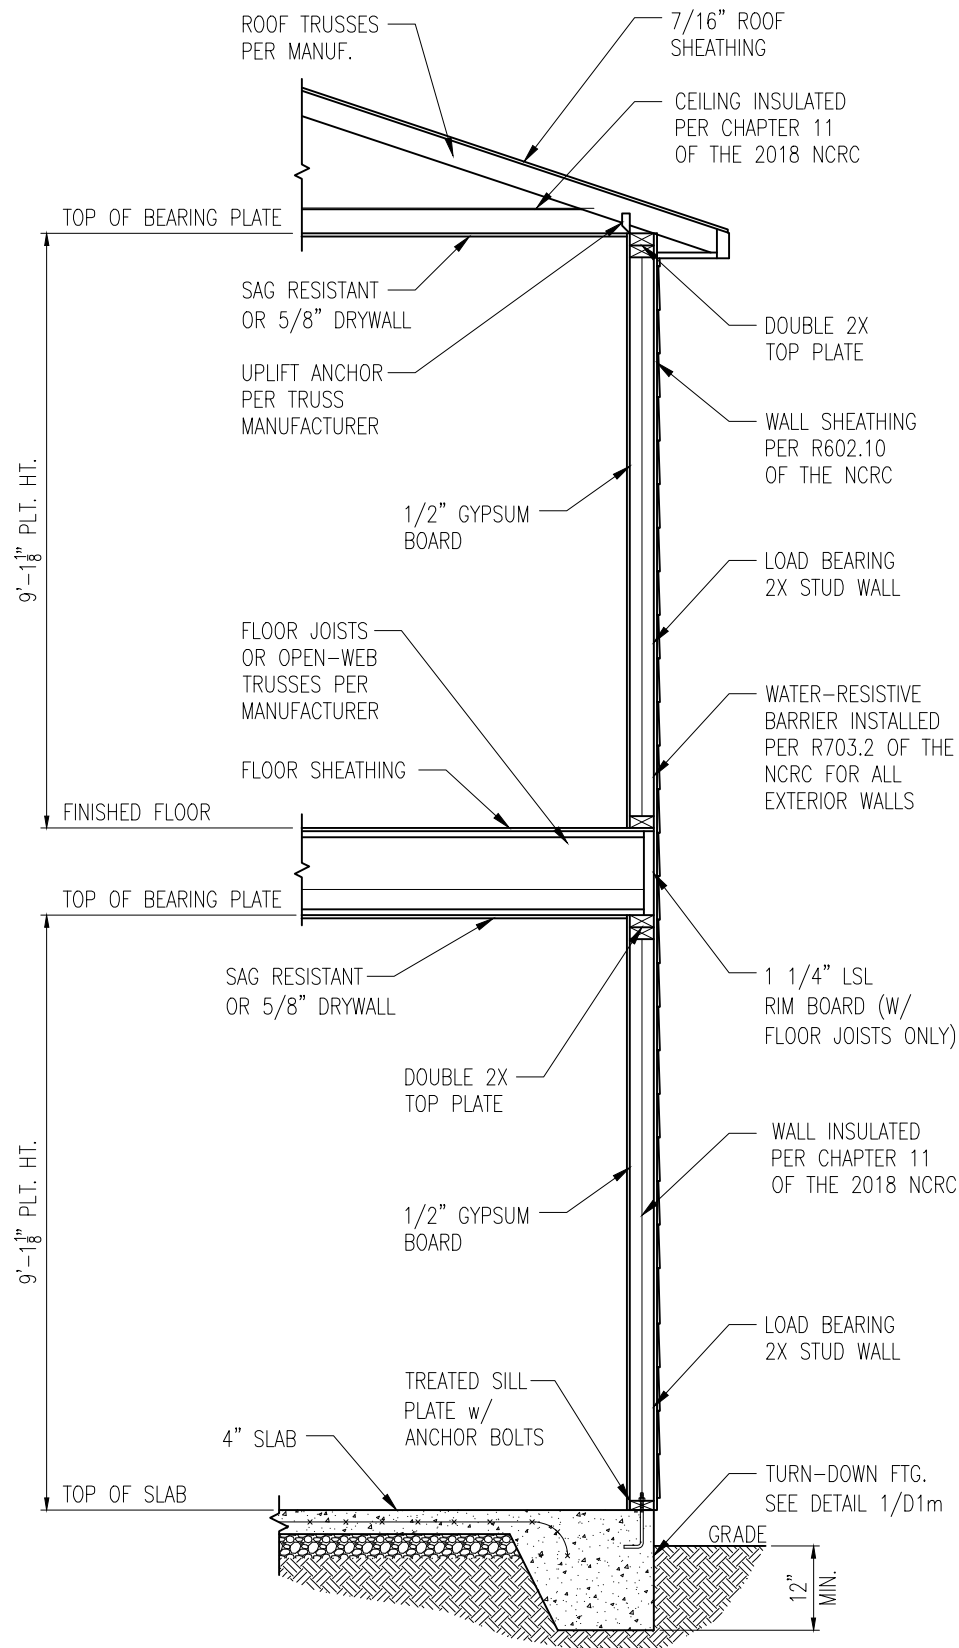 ROOF TRUSSES
PER MANUF.
7/16” ROOF
SHEATHING
CEILING INSULATED
PER CHAPTER 11
OF THE 2018 NCRC
TOP OF BEARING PLATE
SAG RESISTANT
OR 5/8” DRYWALL
DOUBLE 2X
TOP PLATE
UPLIFT ANCHOR
PER TRUSS
MANUFACTURER
WALL SHEATHING
PER R602.10
OF THE NCRC
9’-1 1/8” PLT. HT.
1/2” GYPSUM
BOARD
LOAD BEARING
2X STUD WALL
FLOOR JOISTS
OR OPEN-WEB
TRUSSES PER
MANUFACTURER
WATER-RESISTIVE
BARRIER INSTALLED
PER R703.2 OF THE
NCRC FOR ALL
EXTERIOR WALLS
FLOOR SHEATHING
FINISHED FLOOR
TOP OF BEARING PLATE
SAG RESISTANT
OR 5/8” DRYWALL
1 1/4” LSL
RIM BOARD (W/
FLOOR JOISTS ONLY)
DOUBLE 2X
TOP PLATE
WALL INSULATED
PER CHAPTER 11
OF THE 2018 NCRC
9’-1 1/8” PLT. HT.
1/2” GYPSUM
BOARD
LOAD BEARING
2X STUD WALL
TREATED SILL
PLATE w/
ANCHOR BOLTS
4” SLAB
TOP OF SLAB
TURN-DOWN FTG.
SEE DETAIL 1/D1m
GRADE
12”
MIN.